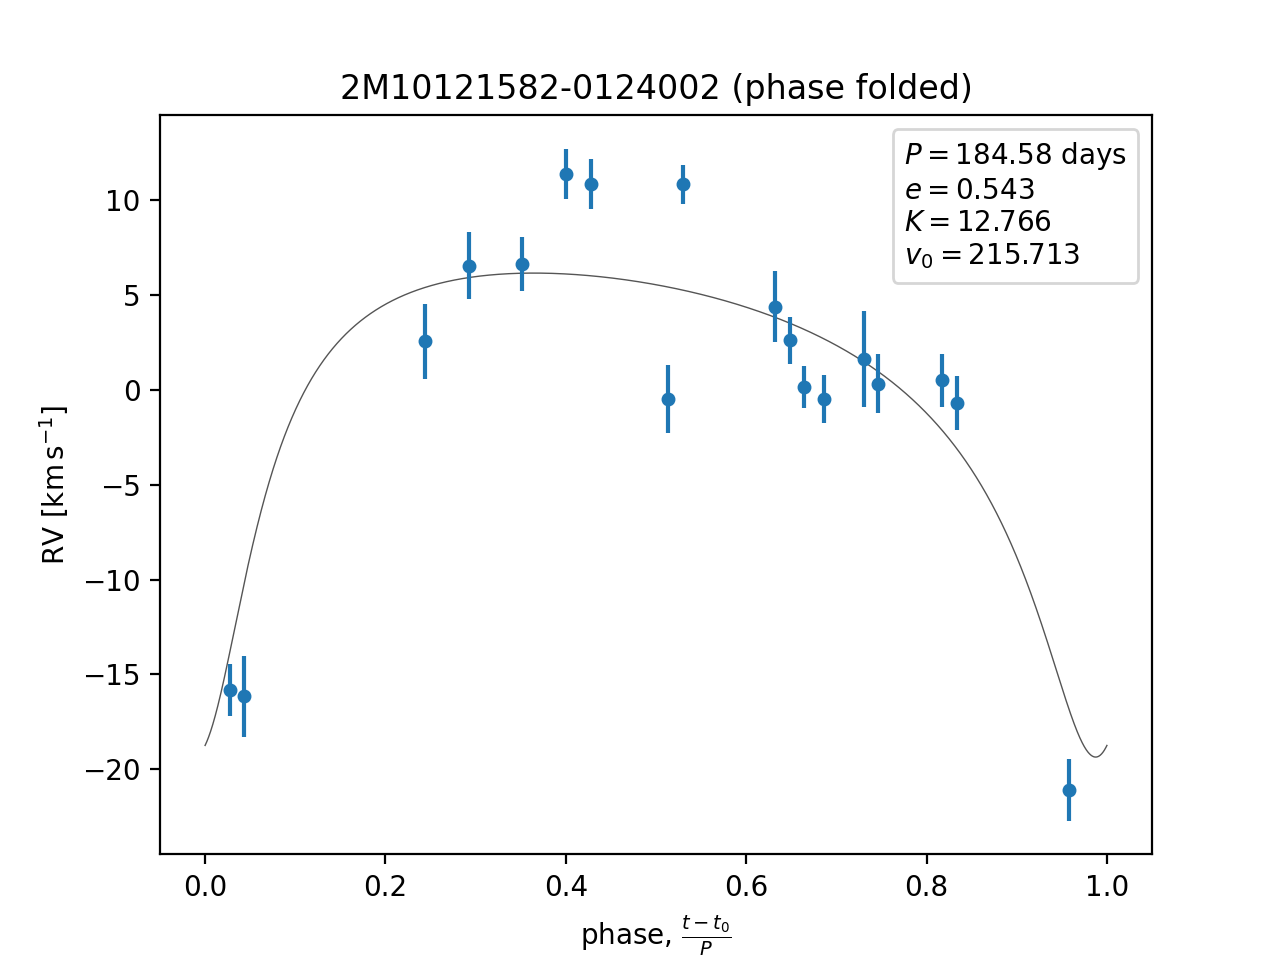 2M10121582-0124002 (phase folded)
P = 184.58 days
e = 0.543
K = 12.766
v₀ = 215.713
10
5
0
−5
−10
−15
−20
RV [km s⁻¹]
0.0 0.2 0.4 0.6 0.8 1.0
phase, (t − t₀)/P